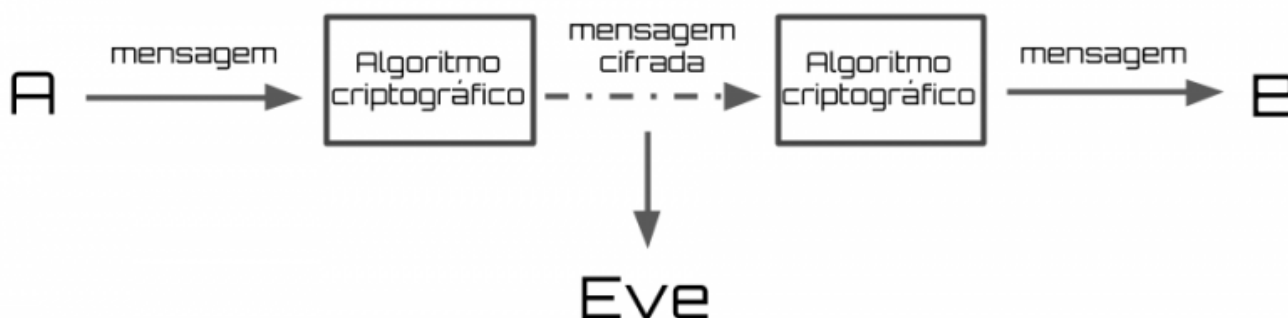 A
mensagem
Algoritmo
criptográfico
mensagem
cifrada
Algoritmo
criptográfico
mensagem
B
Eve